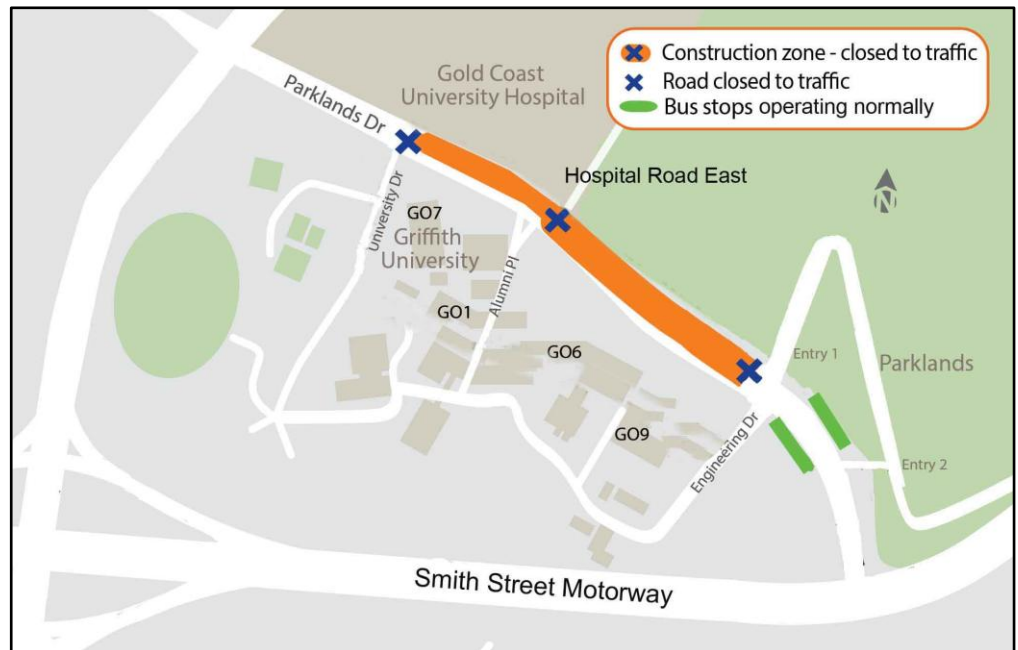 Construction zone - closed to traffic
Road closed to traffic
Bus stops operating normally
Gold Coast
University Hospital
Parklands Dr
Hospital Road East
N
University Dr
GO7
Griffith
University
Alumni Pl
GO1
GO6
Entry 1
Parklands
GO9
Engineering Dr
Entry 2
Smith Street Motorway